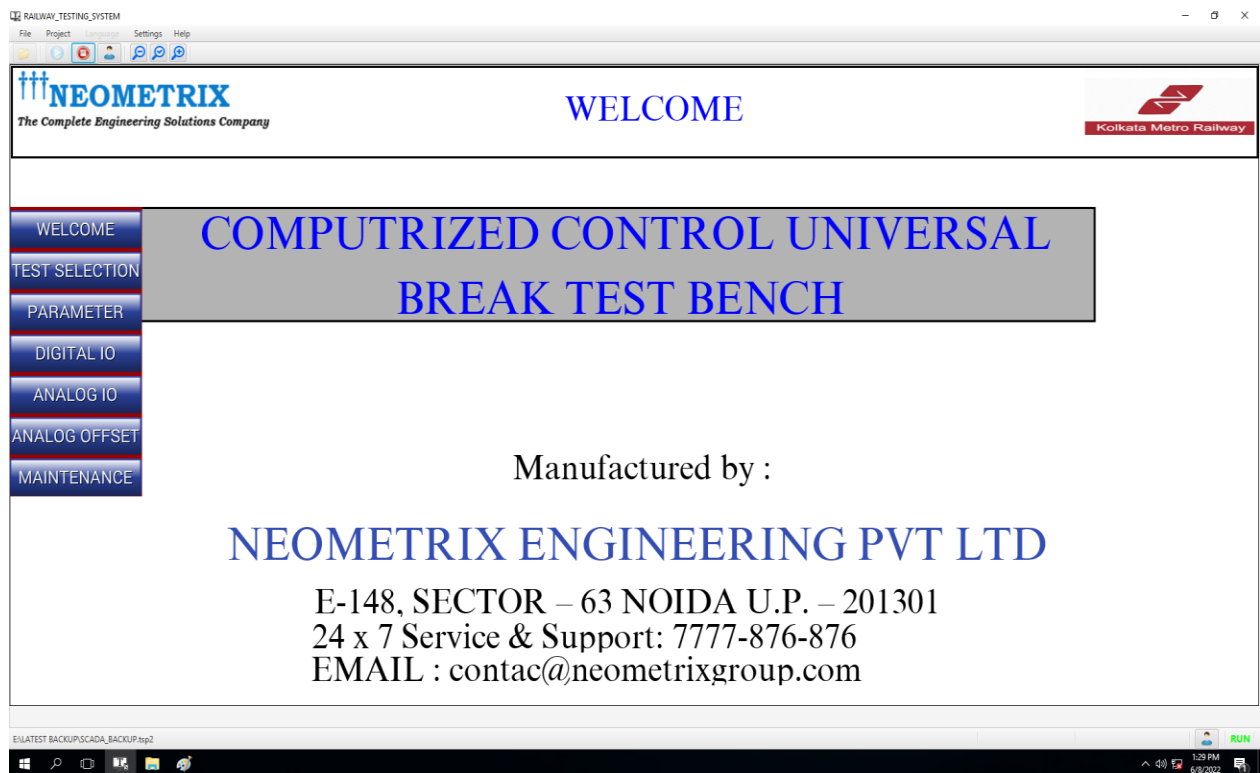 RAILWAY_TESTING_SYSTEM
File Project Language Settings Help
NEOMETRIX
The Complete Engineering Solutions Company
WELCOME
Kolkata Metro Railway
WELCOME
TEST SELECTION
PARAMETER
DIGITAL IO
ANALOG IO
ANALOG OFFSET
MAINTENANCE
COMPUTRIZED CONTROL UNIVERSAL
BREAK TEST BENCH
Manufactured by :
NEOMETRIX ENGINEERING PVT LTD
E-148, SECTOR – 63 NOIDA U.P. – 201301
24 x 7 Service & Support: 7777-876-876
EMAIL : contac@neometrixgroup.com
E:\LATEST BACKUP\SCADA_BACKUP.tsp2
RUN
1:29 PM
6/8/2022